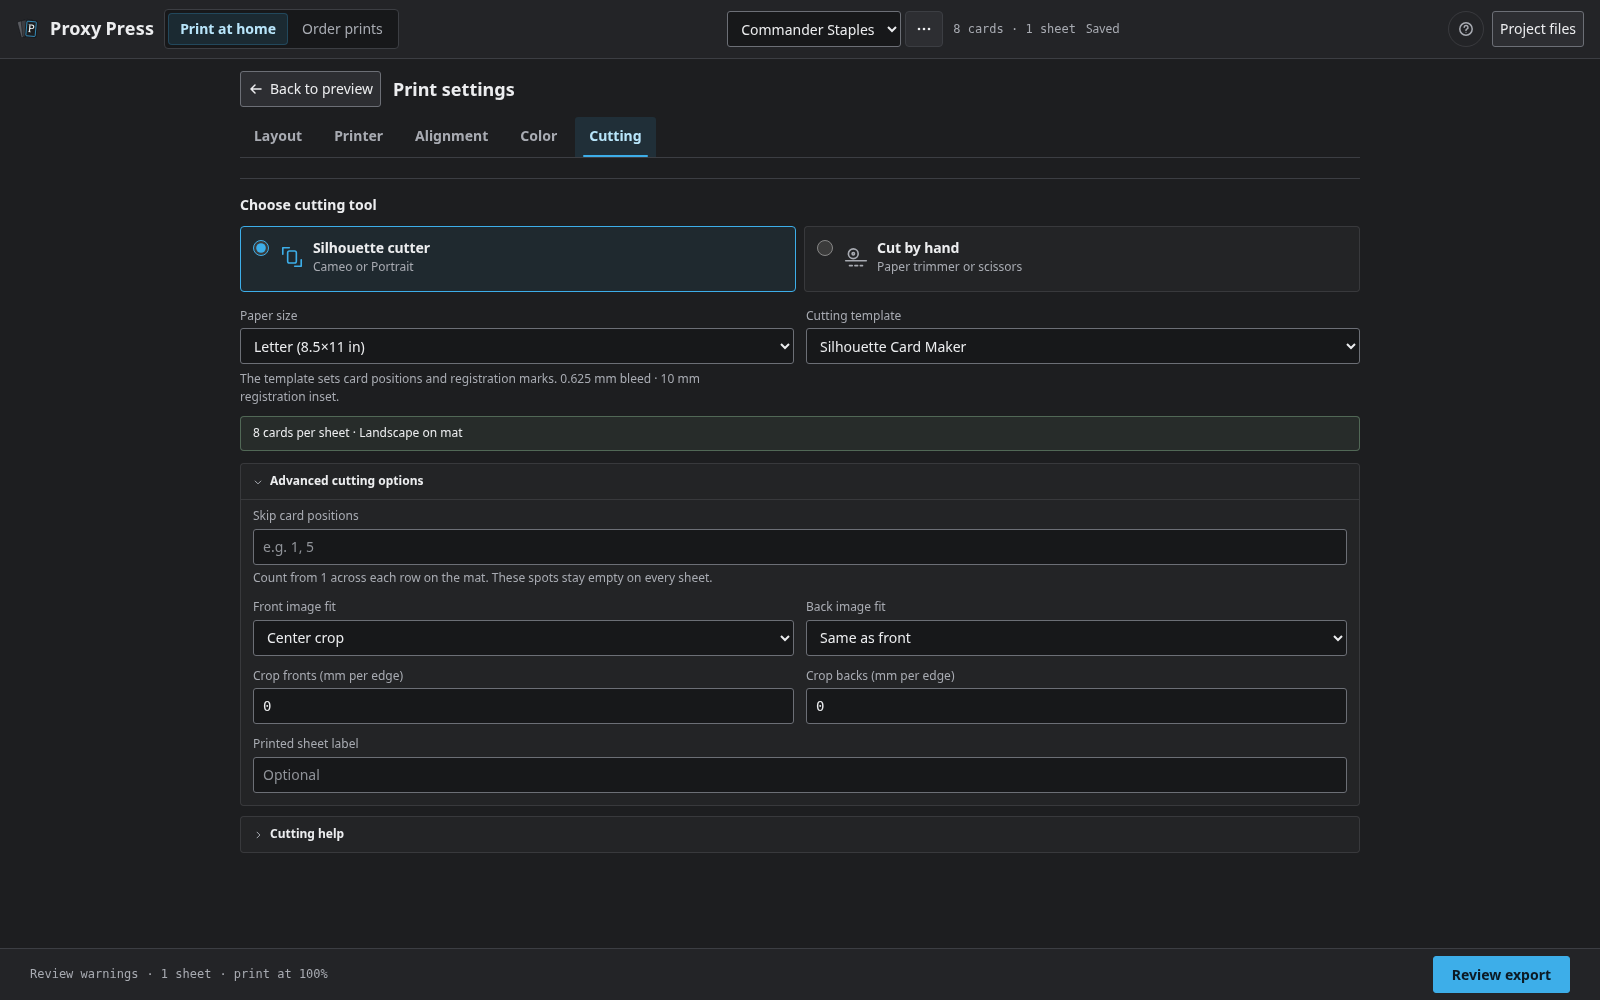 Proxy Press
Print at home
Order prints
Commander Staples
8 cards · 1 sheet Saved
Project files
← Back to preview
Print settings
Layout
Printer
Alignment
Color
Cutting
Choose cutting tool
Silhouette cutter
Cameo or Portrait
Cut by hand
Paper trimmer or scissors
Paper size
Cutting template
Letter (8.5×11 in)
Silhouette Card Maker
The template sets card positions and registration marks. 0.625 mm bleed · 10 mm
registration inset.
8 cards per sheet · Landscape on mat
Advanced cutting options
Skip card positions
e.g. 1, 5
Count from 1 across each row on the mat. These spots stay empty on every sheet.
Front image fit
Back image fit
Center crop
Same as front
Crop fronts (mm per edge)
Crop backs (mm per edge)
0
0
Printed sheet label
Optional
Cutting help
Review warnings · 1 sheet · print at 100%
Review export